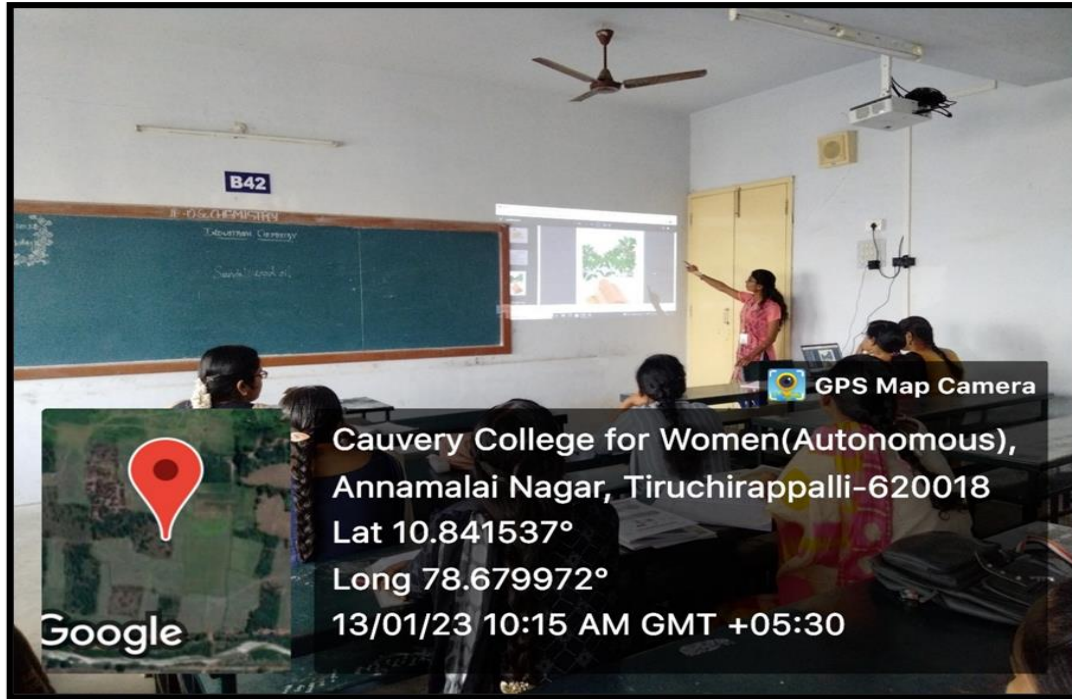 B42
CHEMISTRY
GPS Map Camera
Cauvery College for Women(Autonomous),
Annamalai Nagar, Tiruchirappalli-620018
Lat 10.841537°
Long 78.679972°
13/01/23 10:15 AM GMT +05:30
Google